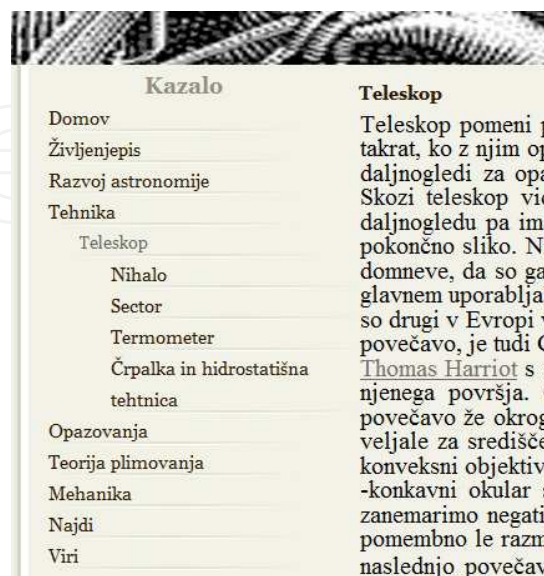 Kazalo
Domov
Življenjepis
Razvoj astronomije
Tehnika
Teleskop
Nihalo
Sector
Termometer
Črpalka in hidrostatišna
tehtnica
Opazovanja
Teorija plimovanja
Mehanika
Najdi
Viri
Teleskop
Teleskop pomeni
takrat, ko z njim
daljnogledi za
Skozi teleskop
daljnogledu pa
pokončno sliko.
domneve, da so
glavnem
so drugi v Evropi
povečavo, je tudi
Thomas Harriot s
njenega površja.
povečavo že
veljale za
konveksni
-konkavni okular
zanemarimo
pomembno le
naslednjo